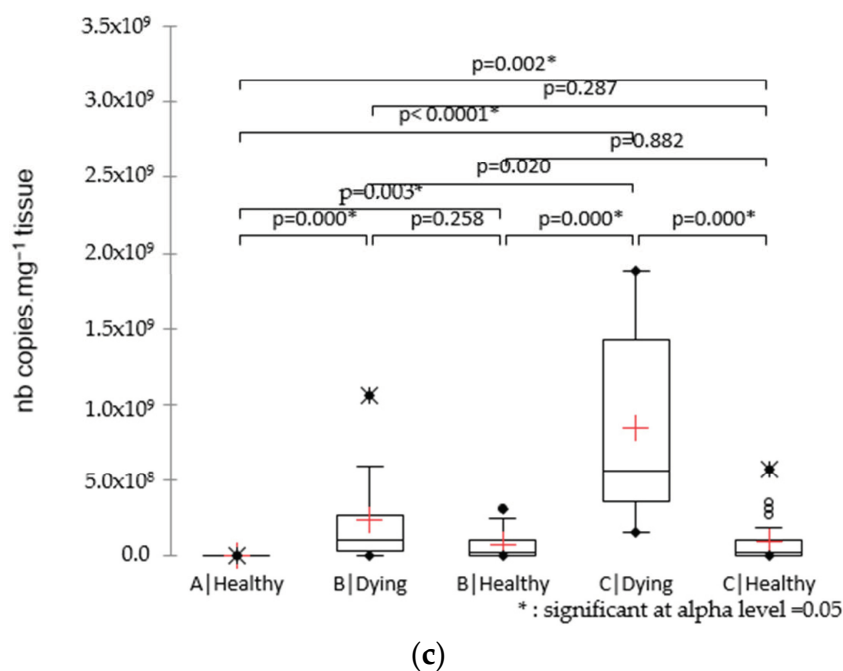 3.5x10⁹
p=0.002*
3.0x10⁹
p=0.287
p< 0.0001*
p=0.882
2.5x10⁹
p=0.020
p=0.003*
p=0.000* p=0.258 p=0.000* p=0.000*
2.0x10⁹
1.5x10⁹
1.0x10⁹
5.0x10⁸
0.0
nb copies.mg⁻¹ tissue
A|Healthy B|Dying B|Healthy C|Dying C|Healthy
* : significant at alpha level =0.05
(c)